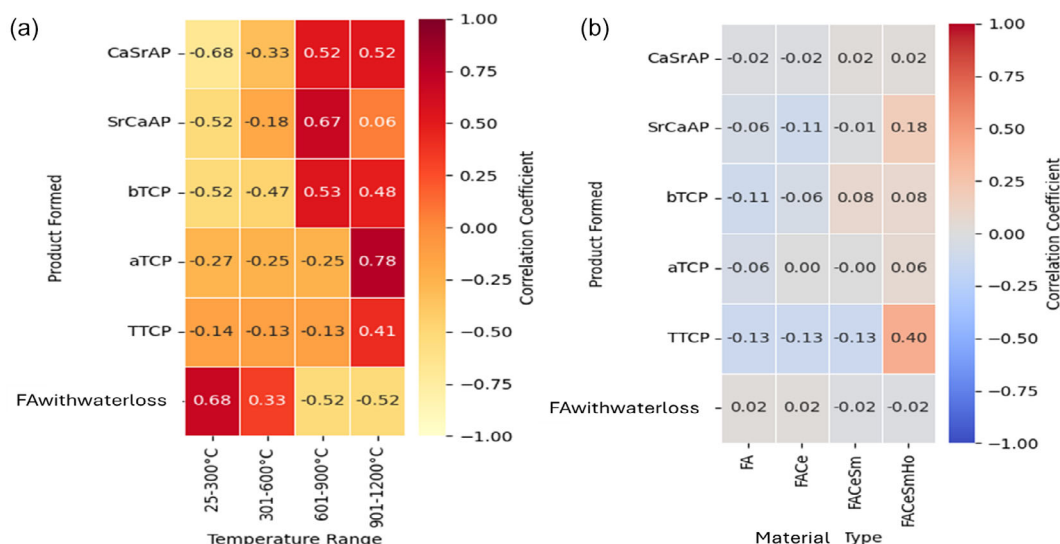 (a)
Product Formed
CaSrAP -0.68 -0.33 0.52 0.52
SrCaAP -0.52 -0.18 0.67 0.06
bTCP -0.52 -0.47 0.53 0.48
aTCP -0.27 -0.25 -0.25 0.78
TTCP -0.14 -0.13 -0.13 0.41
FAwithwaterloss 0.68 0.33 -0.52 -0.52
25-300°C
301-600°C
601-900°C
901-1200°C
Temperature Range
1.00
0.75
0.50
0.25
0.00
-0.25
-0.50
-0.75
-1.00
Correlation Coefficient
(b)
Product Formed
CaSrAP -0.02 -0.02 0.02 0.02
SrCaAP -0.06 -0.11 -0.01 0.18
bTCP -0.11 -0.06 0.08 0.08
aTCP -0.06 0.00 -0.00 0.06
TTCP -0.13 -0.13 -0.13 0.40
FAwithwaterloss 0.02 0.02 -0.02 -0.02
FA
FACe
FACeSm
FACeSmHo
Material Type
1.00
0.75
0.50
0.25
0.00
-0.25
-0.50
-0.75
-1.00
Correlation Coefficient